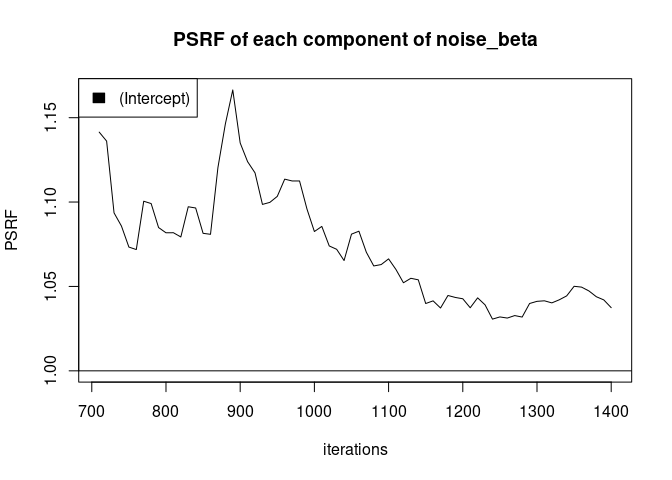 PSRF of each component of noise_beta
(Intercept)
PSRF
1.15
1.10
1.05
1.00
700 800 900 1000 1100 1200 1300 1400
iterations